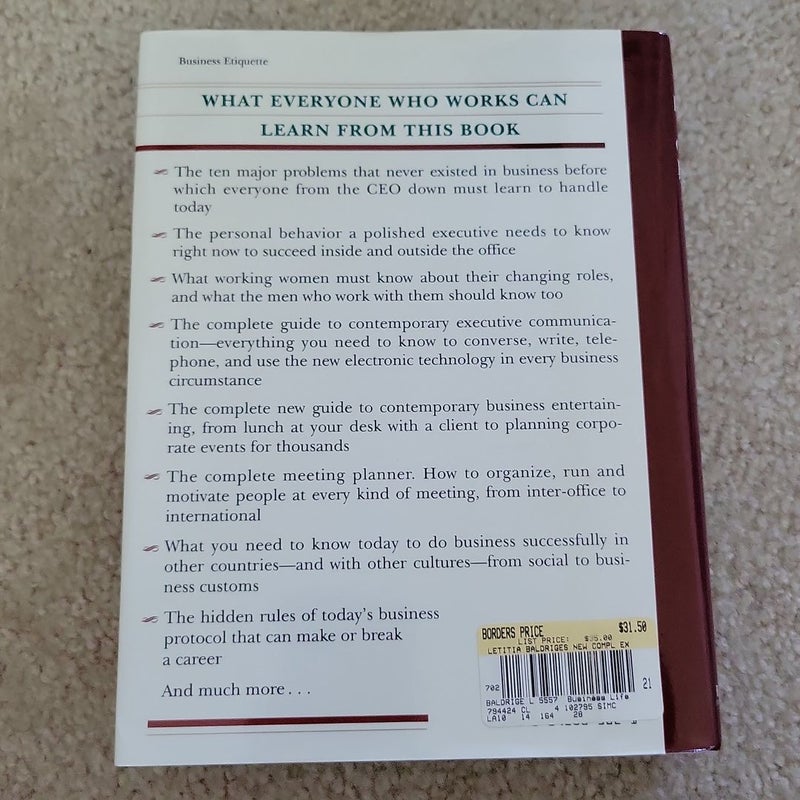 Business Etiquette
WHAT EVERYONE WHO WORKS CAN
LEARN FROM THIS BOOK
The ten major problems that never existed in business before
which everyone from the CEO down must learn to handle
today
The personal behavior a polished executive needs to know
right now to succeed inside and outside the office
What working women must know about their changing roles,
and what the men who work with them should know too
The complete guide to contemporary executive communica-
tion—everything you need to know to converse, write, tele-
phone, and use the new electronic technology in every business
circumstance
The complete new guide to contemporary business entertain-
ing, from lunch at your desk with a client to planning corpo-
rate events for thousands
The complete meeting planner. How to organize, run and
motivate people at every kind of meeting, from inter-office to
international
What you need to know today to do business successfully in
other countries—and with other cultures—from social to busi-
ness customs
The hidden rules of today's business
protocol that can make or break
a career
And much more . . .
BORDERS PRICE $31.50
LIST PRICE: $35.00
LETITIA BALDRIGES NEW COMPL EX
702 21
BALDRIGE L 5557 Business Life
794424 CL 4 102795 SIMC
LA10 14 164 28